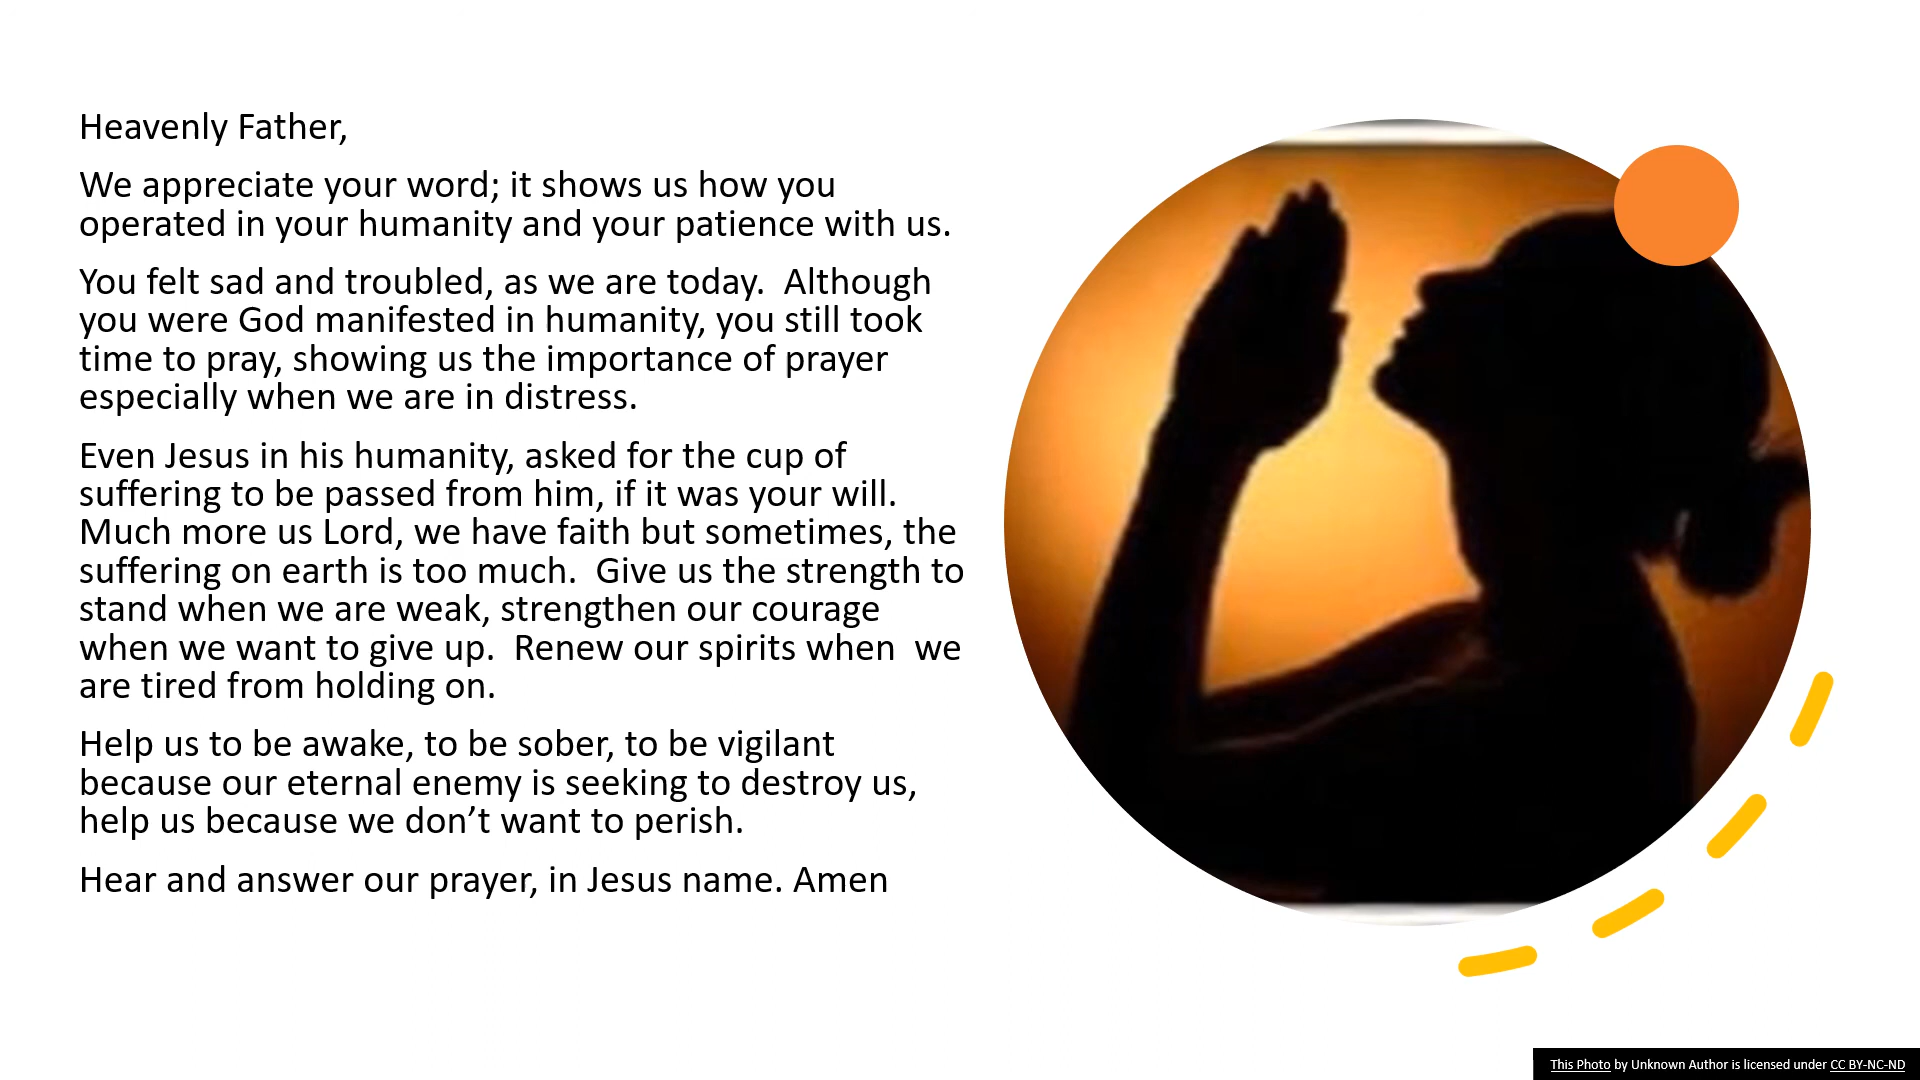 Heavenly Father,
We appreciate your word; it shows us how you
operated in your humanity and your patience with us.
You felt sad and troubled, as we are today.  Although
you were God manifested in humanity, you still took
time to pray, showing us the importance of prayer
especially when we are in distress.
Even Jesus in his humanity, asked for the cup of
suffering to be passed from him, if it was your will.
Much more us Lord, we have faith but sometimes, the
suffering on earth is too much.  Give us the strength to
stand when we are weak, strengthen our courage
when we want to give up.  Renew our spirits when  we
are tired from holding on.
Help us to be awake, to be sober, to be vigilant
because our eternal enemy is seeking to destroy us,
help us because we don’t want to perish.
Hear and answer our prayer, in Jesus name. Amen
This Photo by Unknown Author is licensed under CC BY-NC-ND